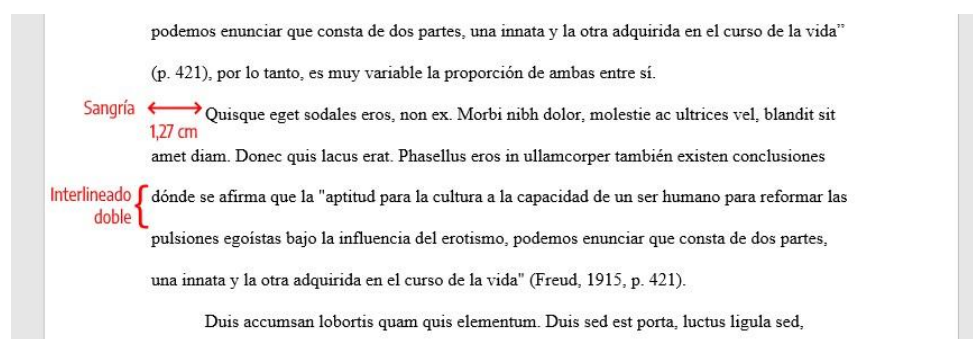 podemos enunciar que consta de dos partes, una innata y la otra adquirida en el curso de la vida”
(p. 421), por lo tanto, es muy variable la proporción de ambas entre sí.
Sangría
1,27 cm
Quisque eget sodales eros, non ex. Morbi nibh dolor, molestie ac ultrices vel, blandit sit
amet diam. Donec quis lacus erat. Phasellus eros in ullamcorper también existen conclusiones
Interlineado
doble
dónde se afirma que la "aptitud para la cultura a la capacidad de un ser humano para reformar las
pulsiones egoístas bajo la influencia del erotismo, podemos enunciar que consta de dos partes,
una innata y la otra adquirida en el curso de la vida" (Freud, 1915, p. 421).
Duis accumsan lobortis quam quis elementum. Duis sed est porta, luctus ligula sed,